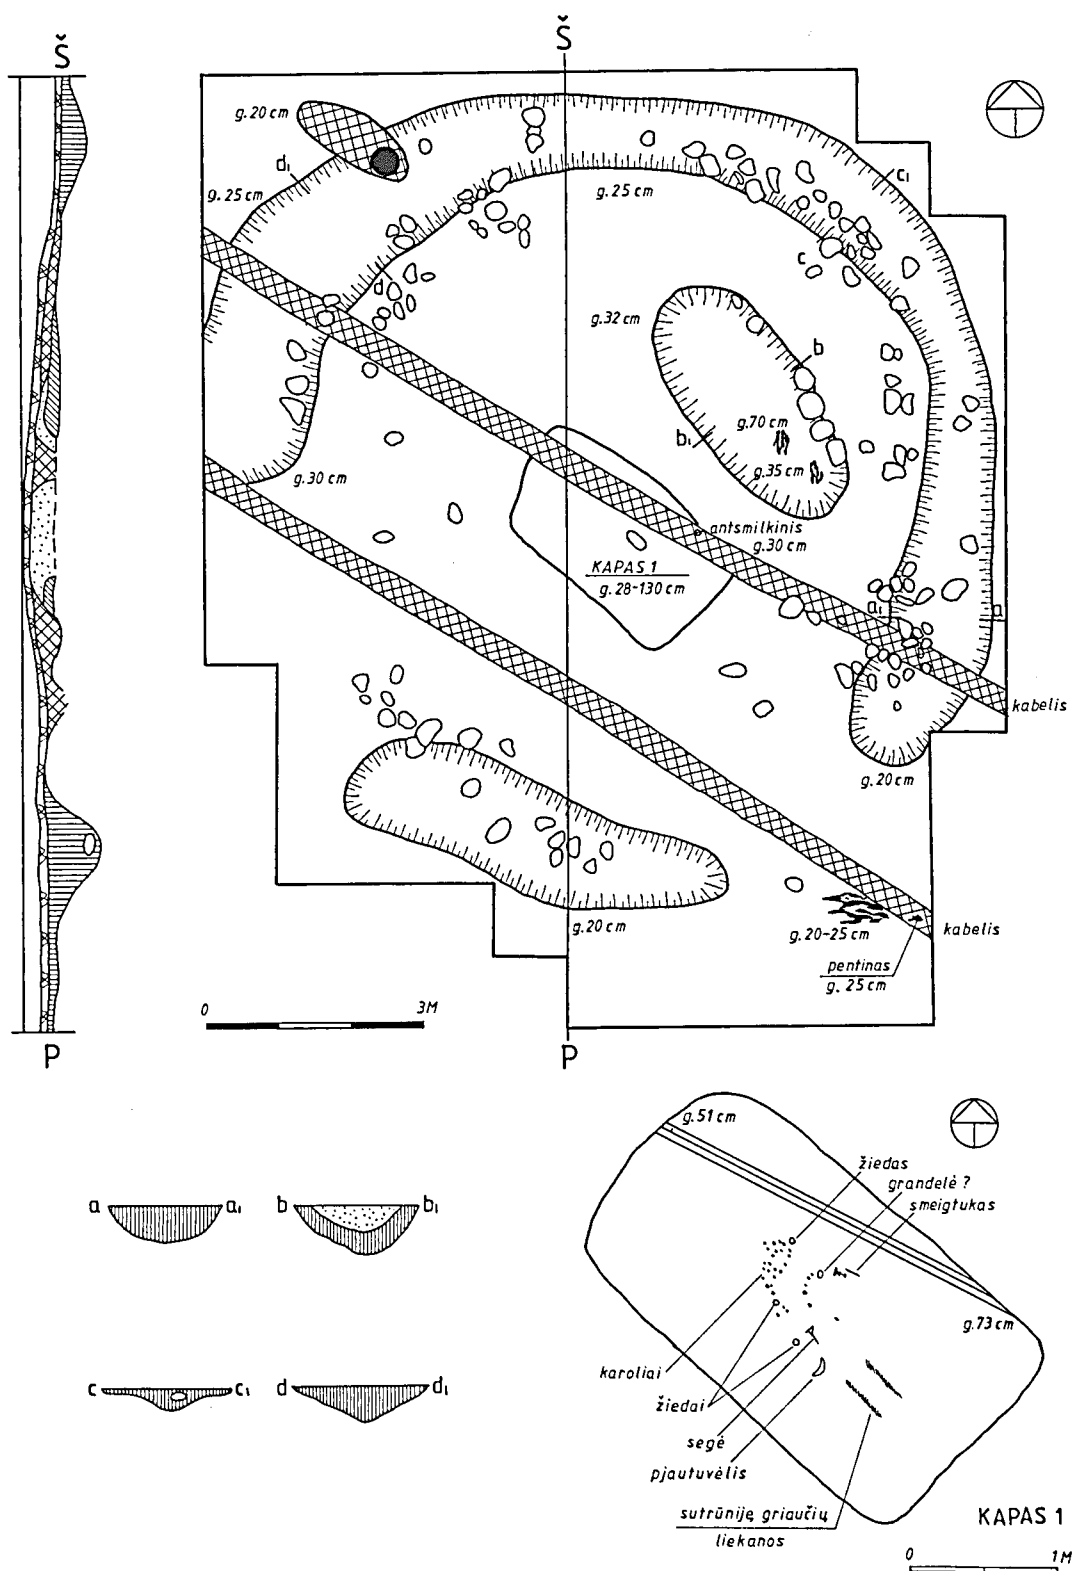 Š
Š
g. 20 cm
d₁
g. 25 cm
g. 25 cm
c₁
c
d
g. 32 cm
b
g. 70 cm
b₁
g. 35 cm
g. 30 cm
antsmilkinis
g. 30 cm
KAPAS 1
g. 28-130 cm
a₁
a
kabelis
g. 20 cm
g. 20 cm
g. 20-25 cm
kabelis
pentinas
g. 25 cm
0 3M
P
P
g. 51 cm
žiedas
grandelė ?
smeigtukas
a a₁ b b₁
g. 73 cm
karoliai
c c₁ d d₁
žiedai
segė
pjautuvėlis
sutrūniję griaučių
liekanos
KAPAS 1
0 1M